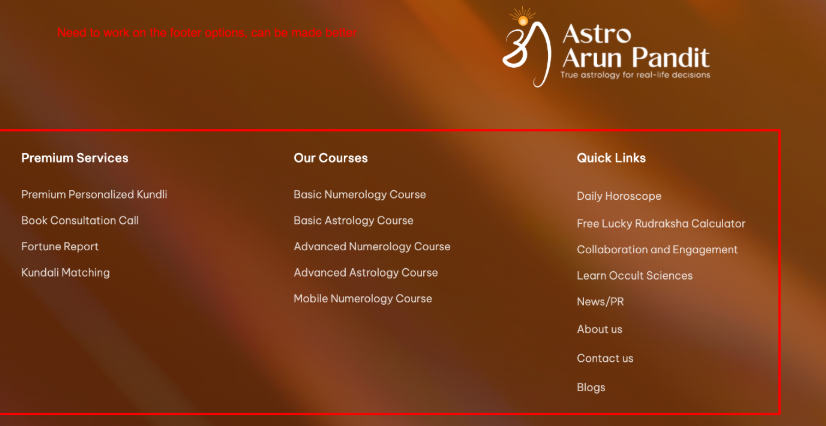 Need to work on the footer options, can be made better
Astro
Arun Pandit
True astrology for real-life decisions
Premium Services
Premium Personalized Kundli
Book Consultation Call
Fortune Report
Kundali Matching
Our Courses
Basic Numerology Course
Basic Astrology Course
Advanced Numerology Course
Advanced Astrology Course
Mobile Numerology Course
Quick Links
Daily Horoscope
Free Lucky Rudraksha Calculator
Collaboration and Engagement
Learn Occult Sciences
News/PR
About us
Contact us
Blogs